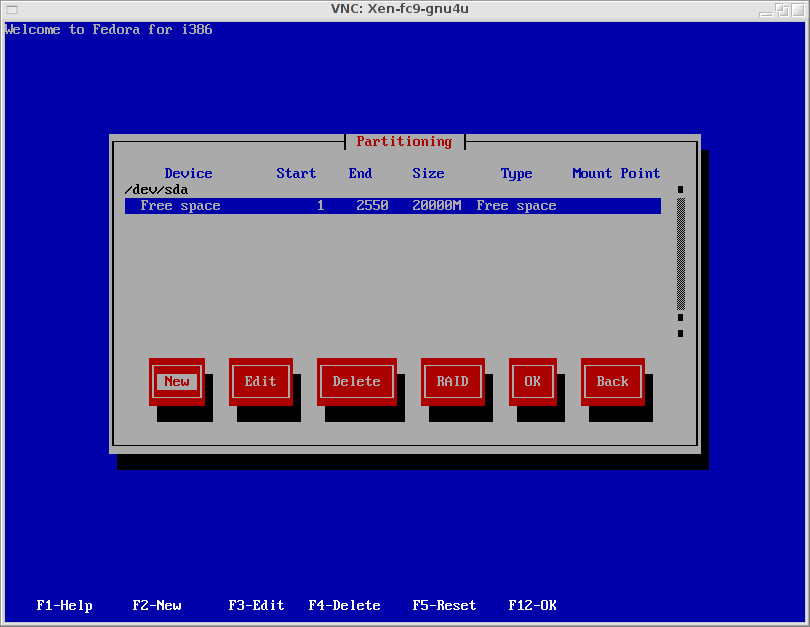 VNC: Xen-fc9-gnu4u
Welcome to Fedora for i386
Partitioning
Device Start End Size Type Mount Point
/dev/sda
Free space 1 2550 20000M Free space
New Edit Delete RAID OK Back
F1-Help F2-New F3-Edit F4-Delete F5-Reset F12-OK